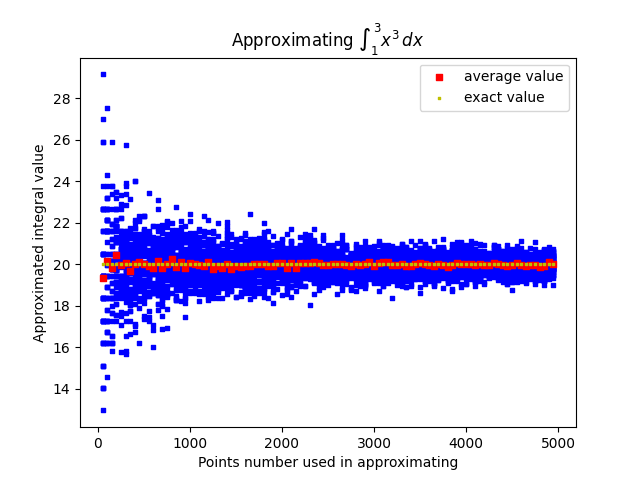 Approximating ∫₁³ x³ dx
average value
exact value
28
26
24
22
20
18
16
14
Approximated integral value
0 1000 2000 3000 4000 5000
Points number used in approximating